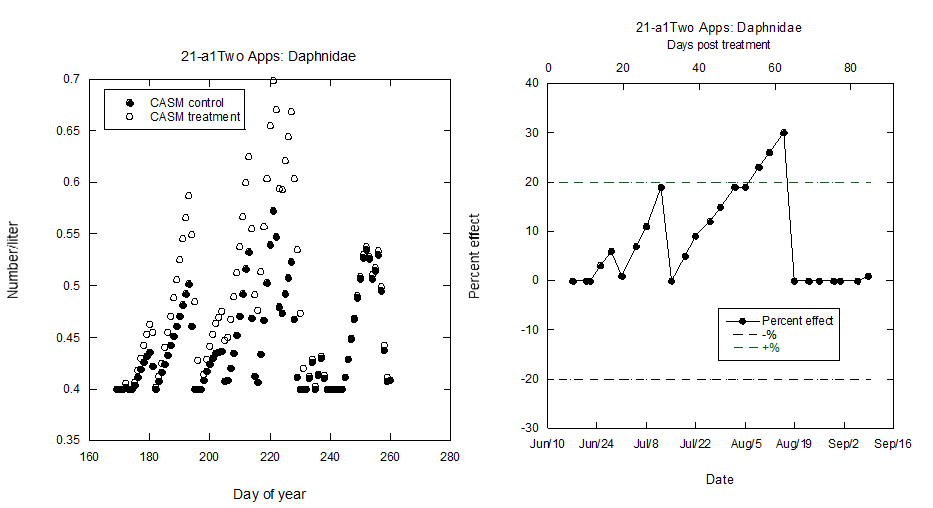 21-a1Two Apps: Daphnidae
0.7
0.65
0.6
0.55
0.5
0.45
0.4
0.35
Number/liter
CASM control
CASM treatment
160 180 200 220 240 260 280
Day of year
21-a1Two Apps: Daphnidae
Days post treatment
0 20 40 60 80
40
30
20
10
0
-10
-20
-30
Percent effect
Percent effect
-%
+%
Jun/10 Jun/24 Jul/8 Jul/22 Aug/5 Aug/19 Sep/2 Sep/16
Date